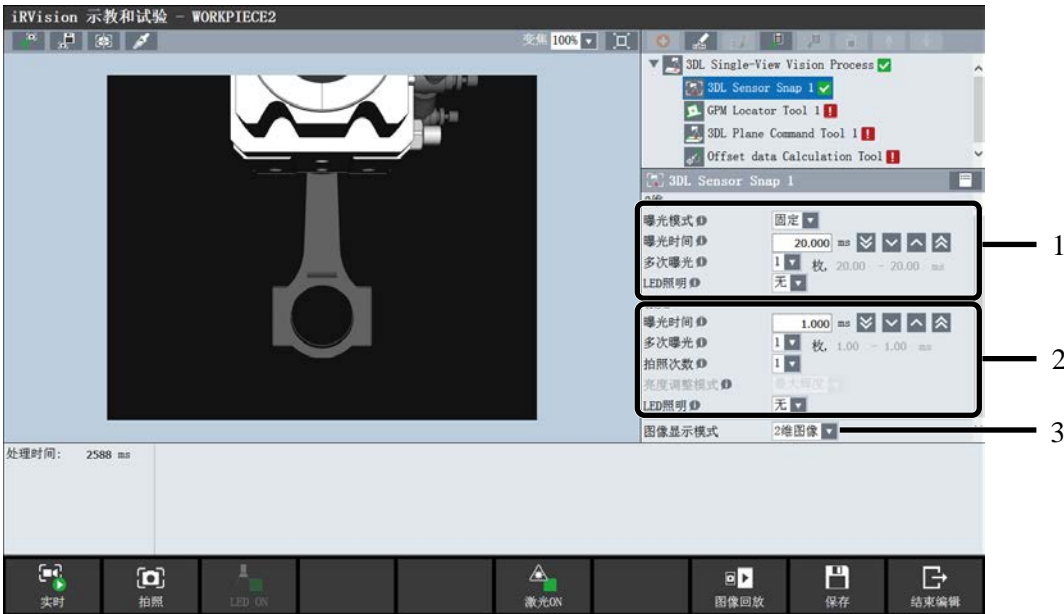 iRVision 示教和试验 - WORKPIECE2
变焦 100%
3DL Single-View Vision Process
3DL Sensor Snap 1
GPM Locator Tool 1
3DL Plane Command Tool 1
Offset data Calculation Tool
3DL Sensor Snap 1
曝光模式 固定
曝光时间 20.000 ms
多次曝光 1 枚, 20.00 - 20.00 ms
LED照明 无
1
曝光时间 1.000 ms
多次曝光 1 枚, 1.00 - 1.00 ms
拍照次数 1
亮度调整模式 最大辉度
LED照明 无
2
图像显示模式 2维图像
3
处理时间: 2588 ms
实时 拍照 LED ON 激光ON 图像回放 保存 结束编辑